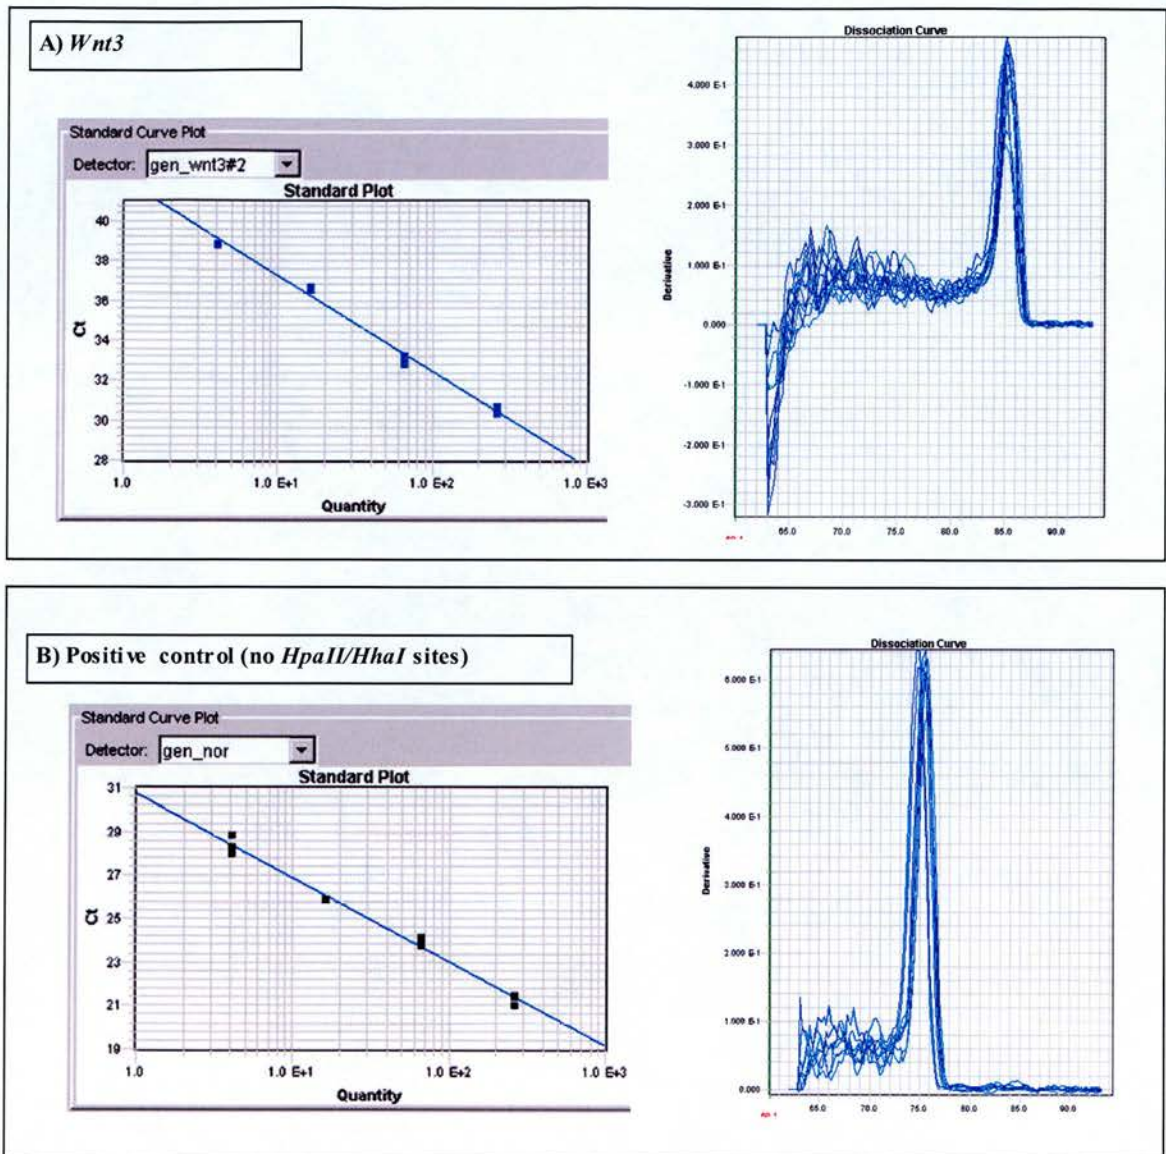 A) Wnt3
Standard Curve Plot
Detector: gen_wnt3#2
Standard Plot
40
38
36
34
32
30
28
Ct
1.0 1.0 E+1 1.0 E+2 1.0 E+3
Quantity
Dissociation Curve
4.000 E-1
3.000 E-1
2.000 E-1
1.000 E-1
0.000
-1.000 E-1
-2.000 E-1
-3.000 E-1
Derivative
65.0 70.0 75.0 80.0 85.0 90.0
B) Positive control (no HpaII/HhaI sites)
Standard Curve Plot
Detector: gen_nor
Standard Plot
31
29
27
25
23
21
19
Ct
1.0 1.0 E+1 1.0 E+2 1.0 E+3
Quantity
Dissociation Curve
6.000 E-1
5.000 E-1
4.000 E-1
3.000 E-1
2.000 E-1
1.000 E-1
0.000
Derivative
65.0 70.0 75.0 80.0 85.0 90.0